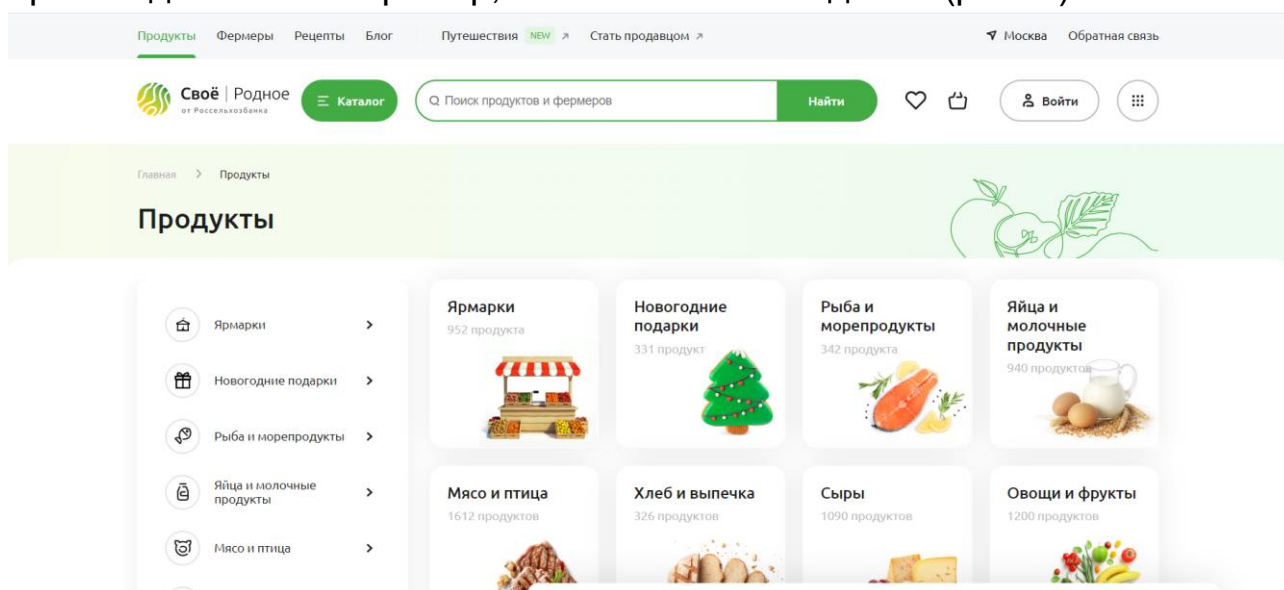 Продукты Фермеры Рецепты Блог Путешествия NEW Стать продавцом Москва Обратная связь
Своё | Родное
от Россельхозбанка
Каталог
Поиск продуктов и фермеров
Найти
Войти
Главная > Продукты
Продукты
Ярмарки
Новогодние подарки
Рыба и морепродукты
Яйца и молочные
продукты
Мясо и птица
Ярмарки
952 продукта
Новогодние
подарки
331 продукт
Рыба и
морепродукты
342 продукта
Яйца и
молочные
продукты
940 продуктов
Мясо и птица
1612 продуктов
Хлеб и выпечка
326 продуктов
Сыры
1090 продуктов
Овощи и фрукты
1200 продуктов